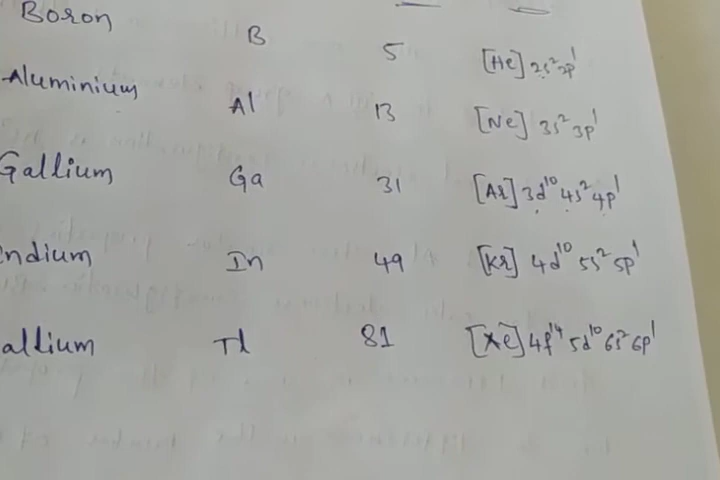 Boron B 5 [He] 2s² 2p¹
Aluminium Al 13 [Ne] 3s² 3p¹
Gallium Ga 31 [Ar] 3d¹⁰ 4s² 4p¹
ndium In 49 [Kr] 4d¹⁰ 5s² 5p¹
allium Tl 81 [Xe] 4f¹⁴ 5d¹⁰ 6s² 6p¹